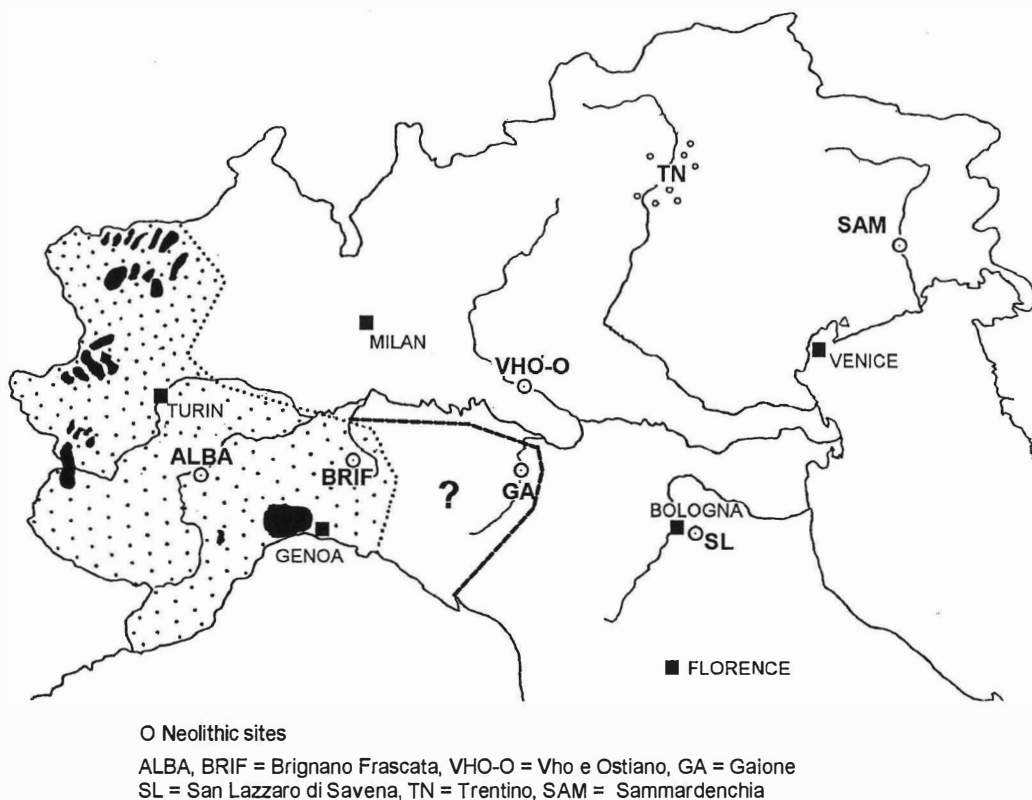 TN
SAM
MILAN
VHO-O
VENICE
TURIN
ALBA
BRIF
?
GA
BOLOGNA
SL
GENOA
FLORENCE
O Neolithic sites
ALBA, BRIF = Brignano Frascata, VHO-O = Vho e Ostiano, GA = Gaione
SL = San Lazzaro di Savena, TN = Trentino, SAM = Sammardenchia